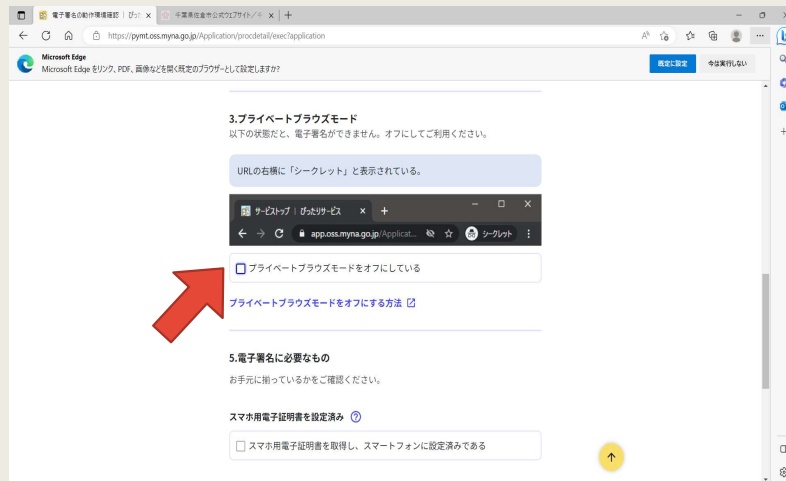 電子署名の動作環境確認 | ぴった
千葉県佐倉市公式ウェブサイト/千
https://pymt.oss.myna.go.jp/Application/procdetail/exec?application
Microsoft Edge
Microsoft Edge をリンク、PDF、画像などを開く既定のブラウザーとして設定しますか?
既定に設定
今は実行しない
3.プライベートブラウズモード
以下の状態だと、電子署名ができません。オフにしてご利用ください。
URLの右横に「シークレット」と表示されている。
サービストップ | ぴったりサービス
app.oss.myna.go.jp/Applicat...
シークレット
プライベートブラウズモードをオフにしている
プライベートブラウズモードをオフにする方法
5.電子署名に必要なもの
お手元に揃っているかをご確認ください。
スマホ用電子証明書を設定済み
スマホ用電子証明書を取得し、スマートフォンに設定済みである